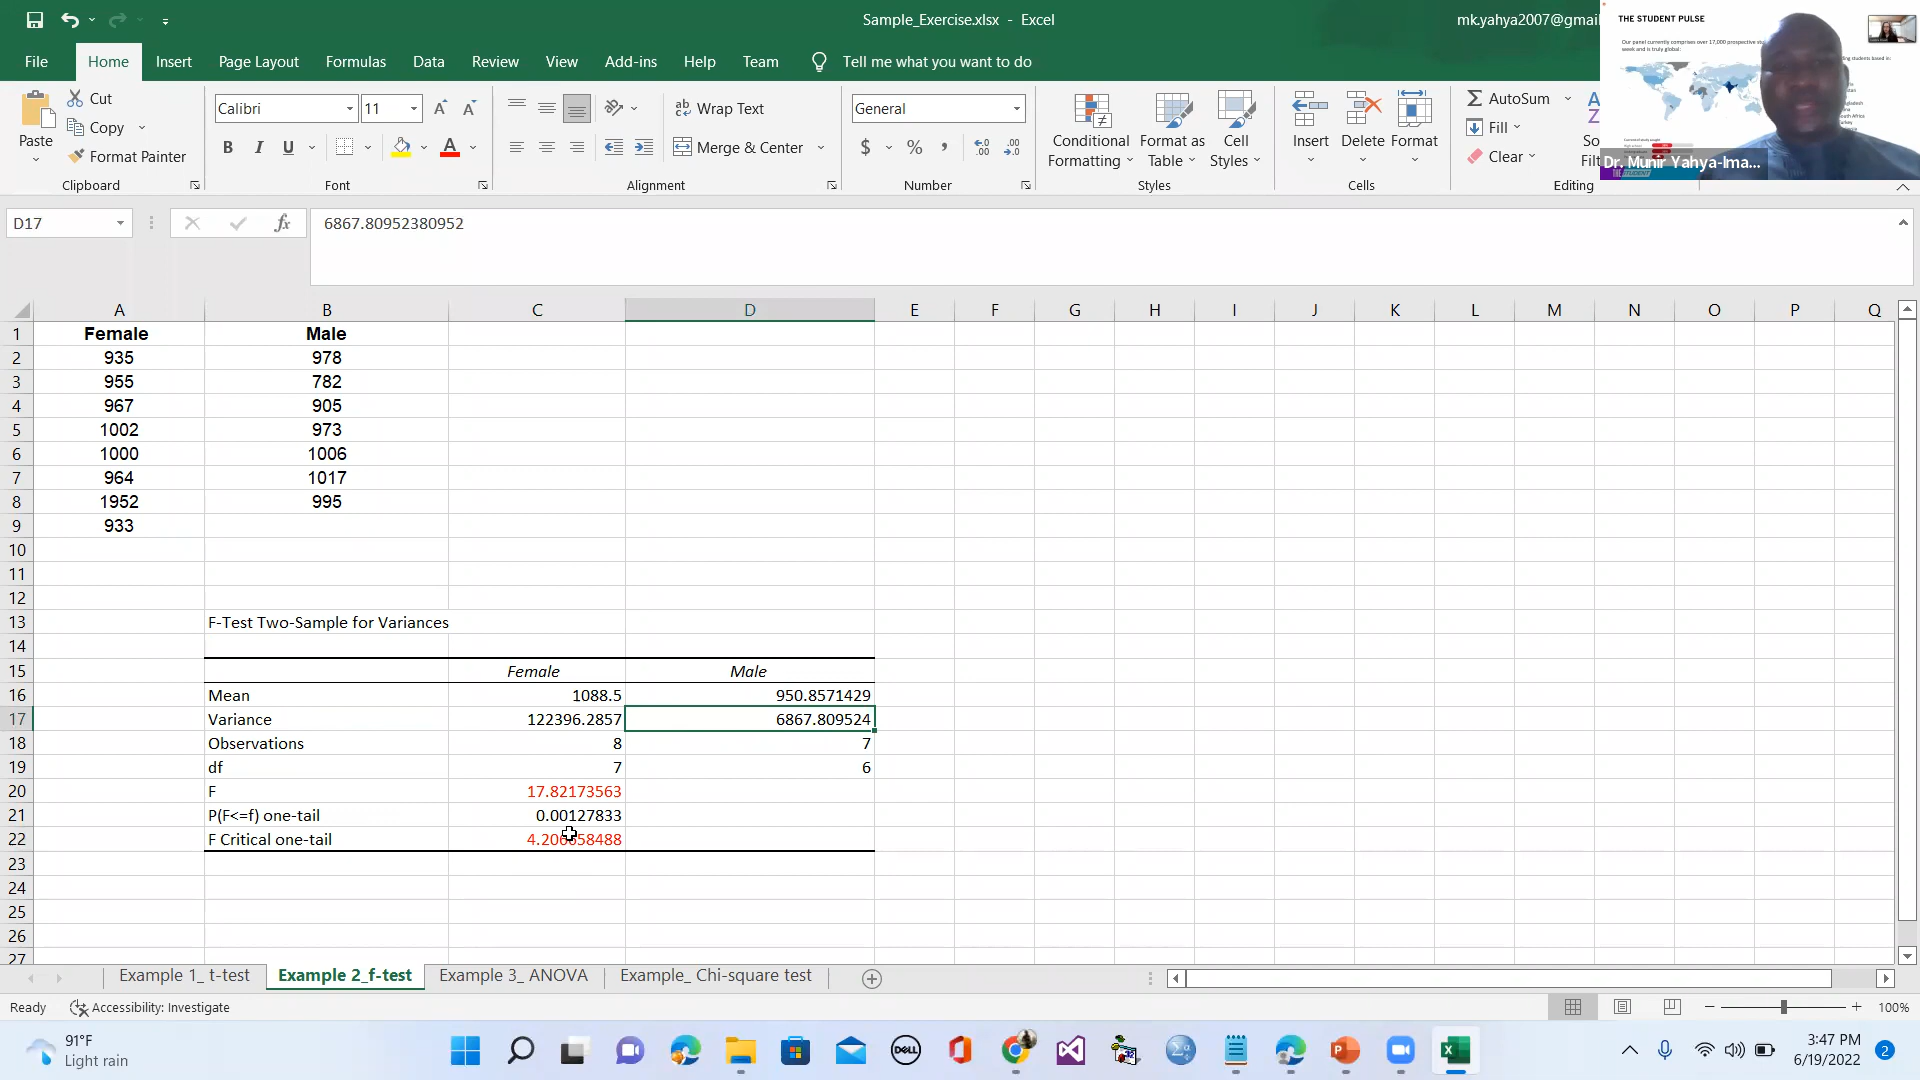 Sample_Exercise.xlsx - Excel
mk.yahya2007@gmail
THE STUDENT PULSE
File Home Insert Page Layout Formulas Data Review View Add-ins Help Team Tell me what you want to do
Paste
Cut
Copy
Format Painter
Clipboard
Calibri 11
B I U
Font
Wrap Text
Merge & Center
Alignment
General
$ % ,
Number
Conditional Formatting
Format as Table
Cell Styles
Styles
Insert
Delete
Format
Cells
AutoSum
Fill
Clear
So
Filt
Editing
Dr. Munir Yahya-Ima...
D17
fx
6867.80952380952
A B C D E F G H I J K L M N O P Q
1 Female Male
2 935 978
3 955 782
4 967 905
5 1002 973
6 1000 1006
7 964 1017
8 1952 995
9 933
10
11
12
13 F-Test Two-Sample for Variances
14
15 Female Male
16 Mean 1088.5 950.8571429
17 Variance 122396.2857 6867.809524
18 Observations 8 7
19 df 7 6
20 F 17.82173563
21 P(F<=f) one-tail 0.00127833
22 F Critical one-tail
23
24
25
26
27
Example 1_ t-test Example 2_f-test Example 3_ ANOVA Example_ Chi-square test
Ready Accessibility: Investigate
100%
91°F
Light rain
DELL
3:47 PM
6/19/2022
2